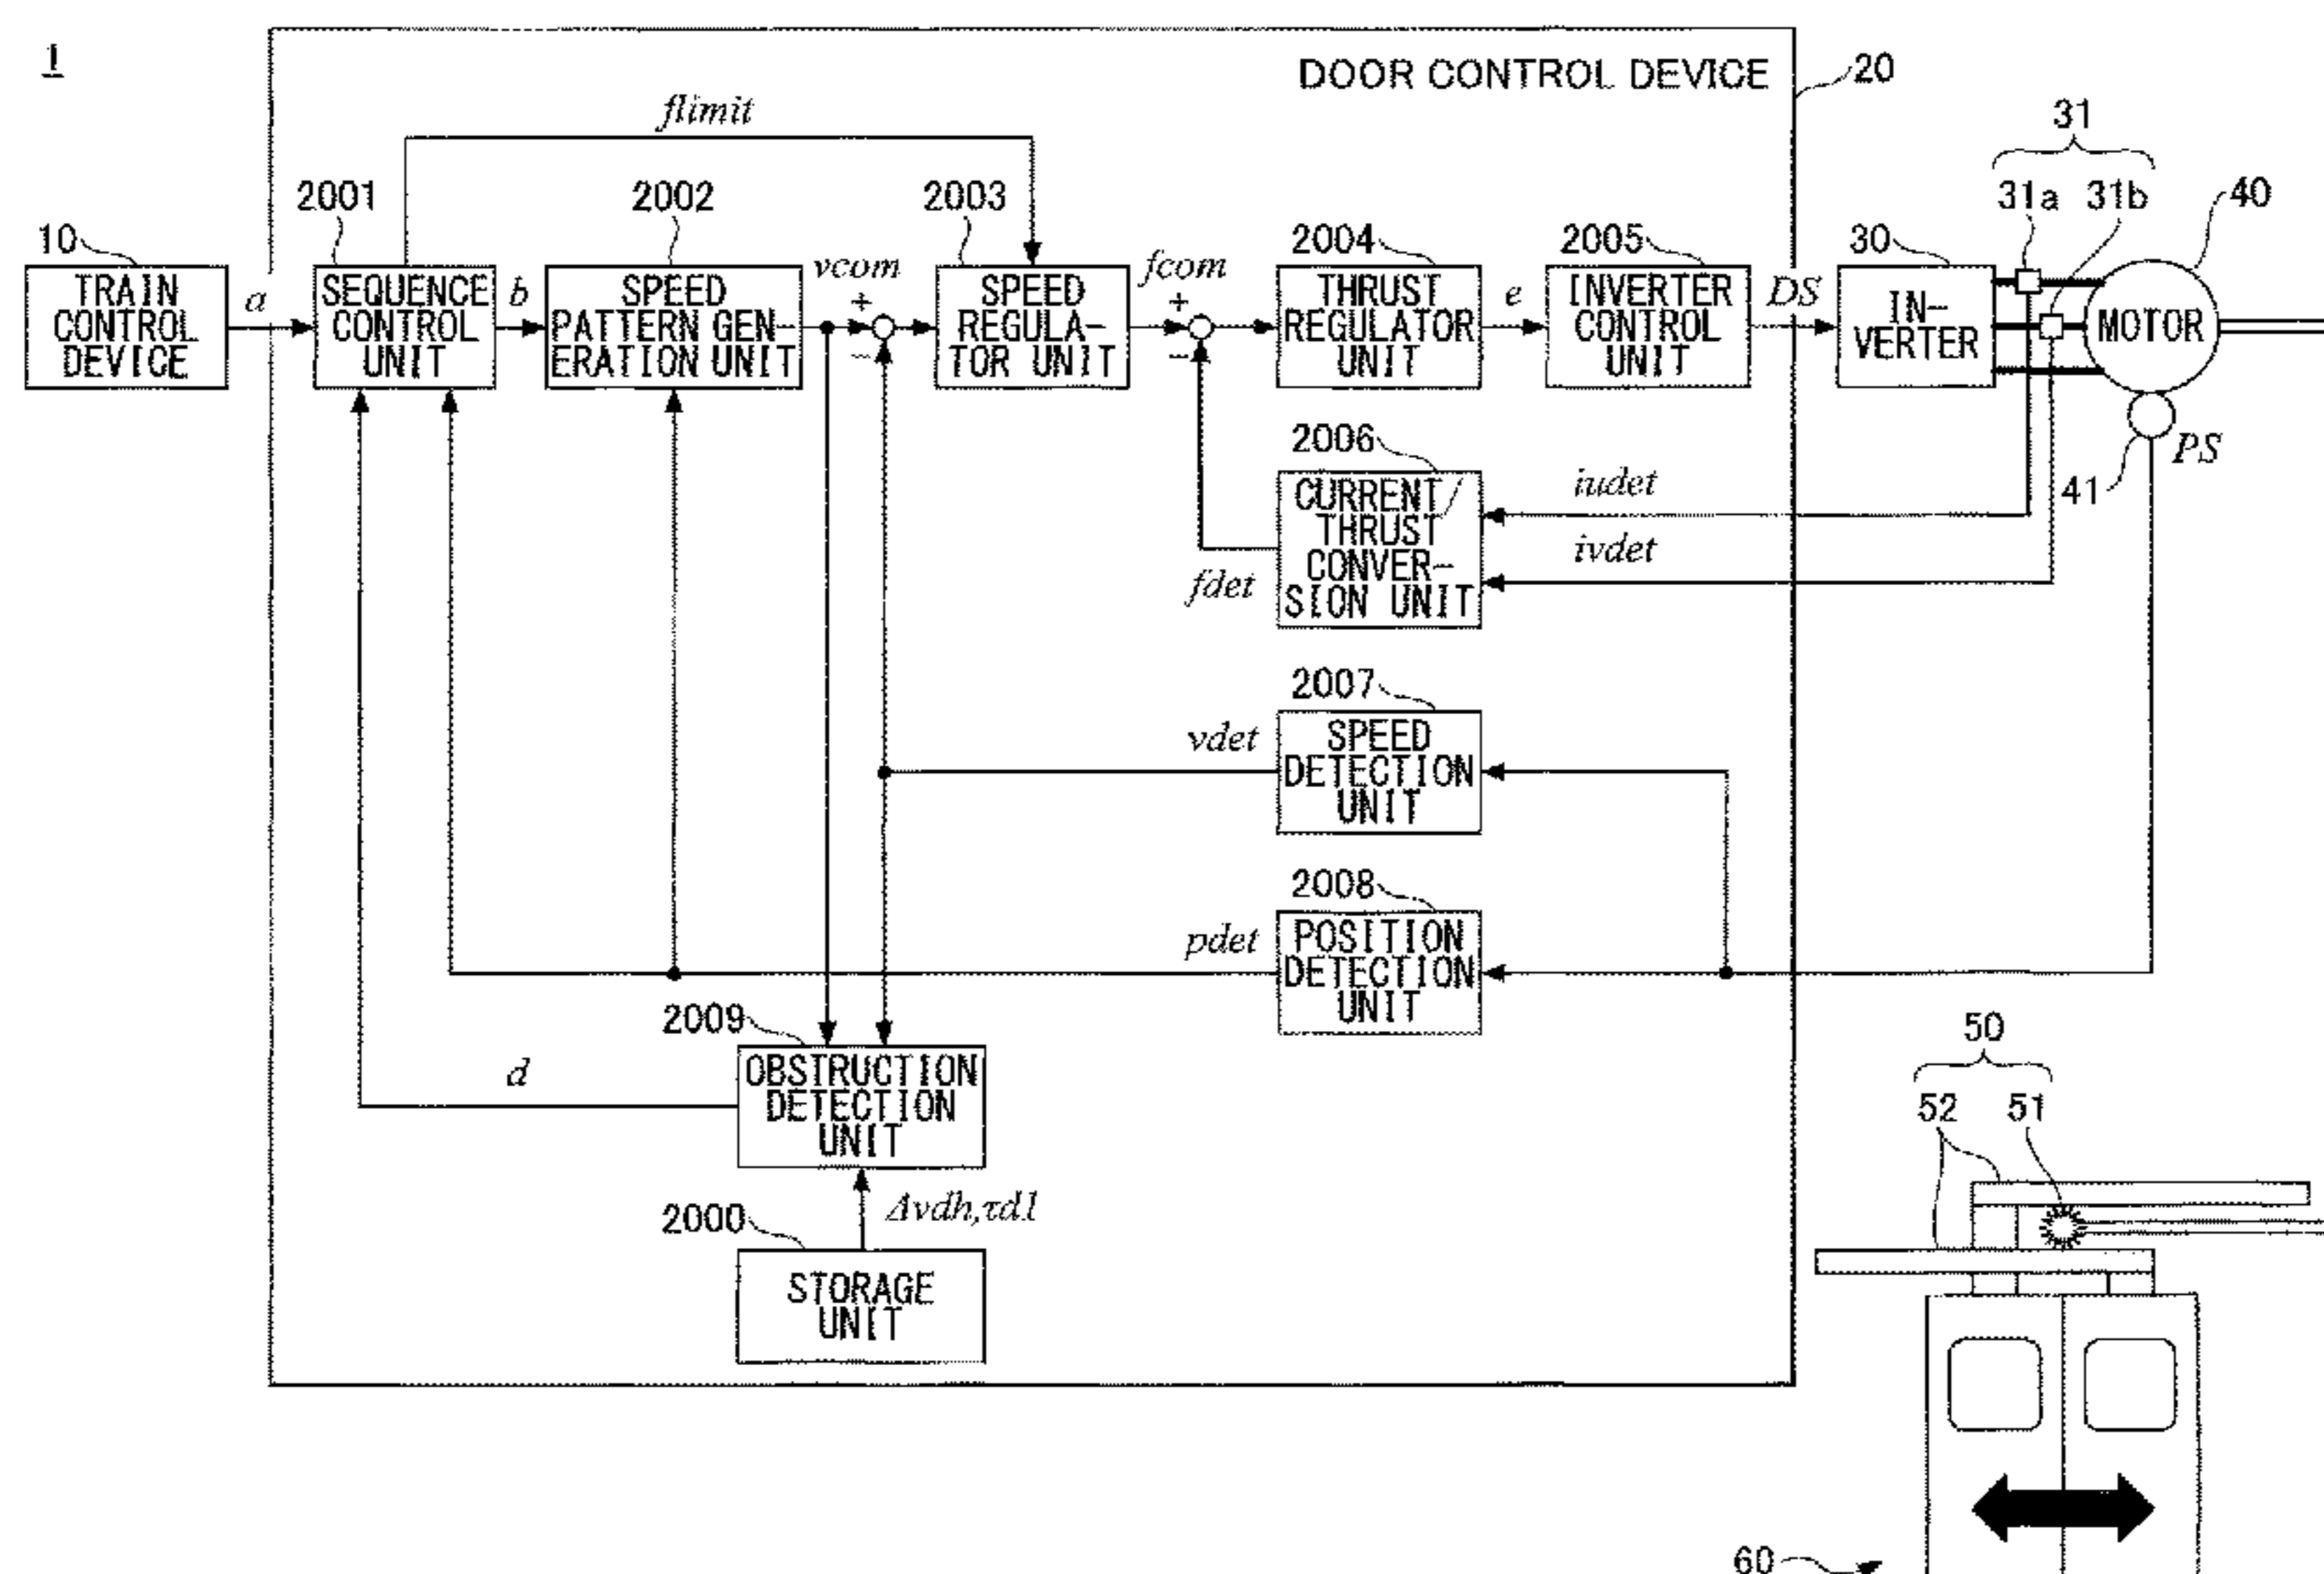 1
DOOR CONTROL DEVICE
20
flimit
31
31a 31b
40
2001
2002
2003
10
2004
2005
30
TRAIN
CONTROL
DEVICE
a
SEQUENCE
CONTROL
UNIT
b
SPEED
PATTERN GEN-
ERATION UNIT
vcom
+
−
SPEED
REGULA-
TOR UNIT
fcom
+
−
THRUST
REGULATOR
UNIT
e
INVERTER
CONTROL
UNIT
DS
IN-
VERTER
MOTOR
PS
41
2006
CURRENT/
THRUST
CONVER-
SION UNIT
iudet
ivdet
fdet
2007
vdet
SPEED
DETECTION
UNIT
2008
pdet
POSITION
DETECTION
UNIT
2009
d
OBSTRUCTION
DETECTION
UNIT
2000
Δvdh,τd1
STORAGE
UNIT
50
52 51
60